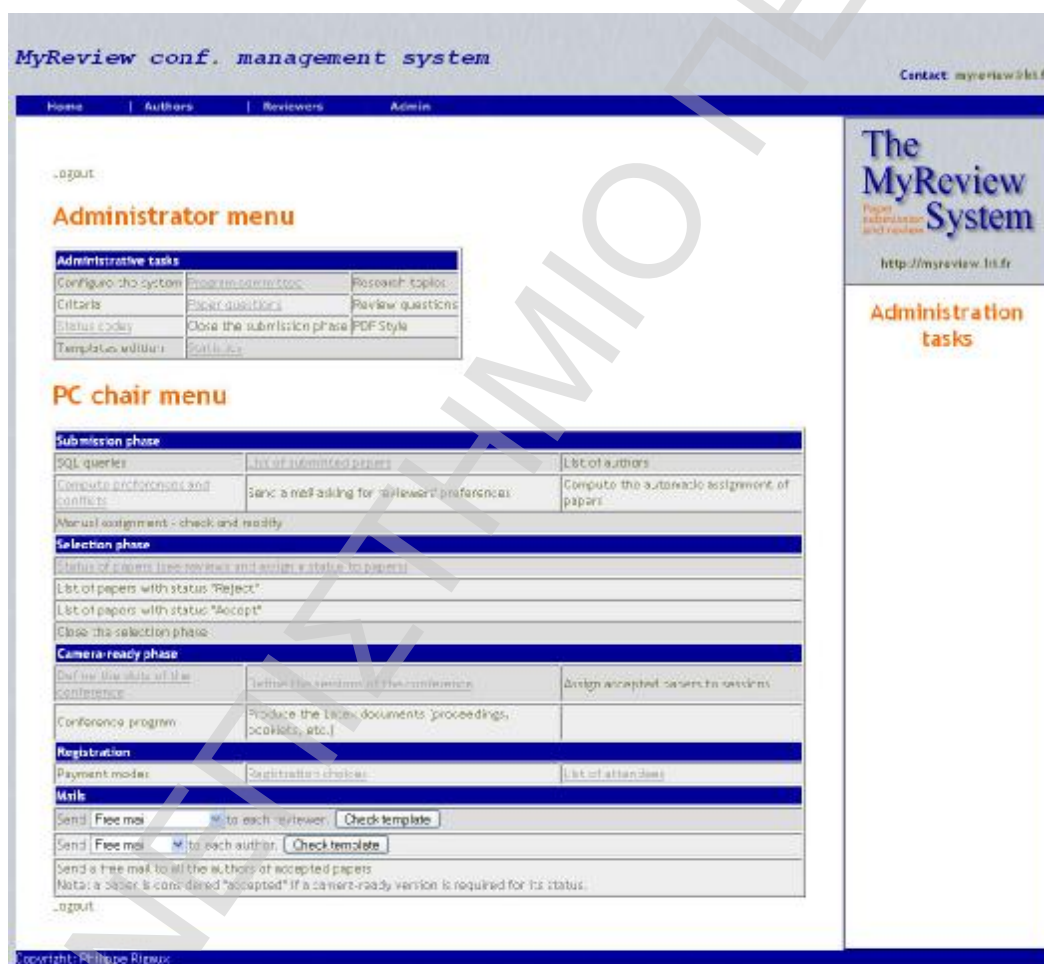 MyReview conf. management system
Contact: myreview@lri.f
Home | Authors | Reviewers Admin
Logout
Administrator menu
Administrative tasks
Configure the system Program committee Research topics
Criteria Paper questions Review questions
Status codes Close the submission phase PDF Style
Templates edition Statistics
PC chair menu
Submission phase
SQL queries List of submitted papers List of authors
Compute preferences and conflicts Send a mail asking for reviewers' preferences Compute the automatic assignment of papers
Manual assignment - check and modify
Selection phase
Status of papers (see reviews and assign a status to papers)
List of papers with status "Reject"
List of papers with status "Accept"
Close the selection phase
Camera-ready phase
Define the slots of the conference Define the sessions of the conference Assign accepted papers to sessions
Conference program Produce the Latex documents (proceedings, booklets, etc.)
Registration
Payment modes Registration choices List of attendees
Mails
Send Free mai to each reviewer. Check template
Send Free mai to each author. Check template
Send a free mail to all the authors of accepted papers
Note: a paper is considered "accepted" if a camera-ready version is required for its status.
Logout
Copyright: Philippe Rigaux
The
MyReview
Paper submission and review System
http://myreview.lri.fr
Administration
tasks
ΝΕΠΙΣΤΗΜΙΟ ΠΕ